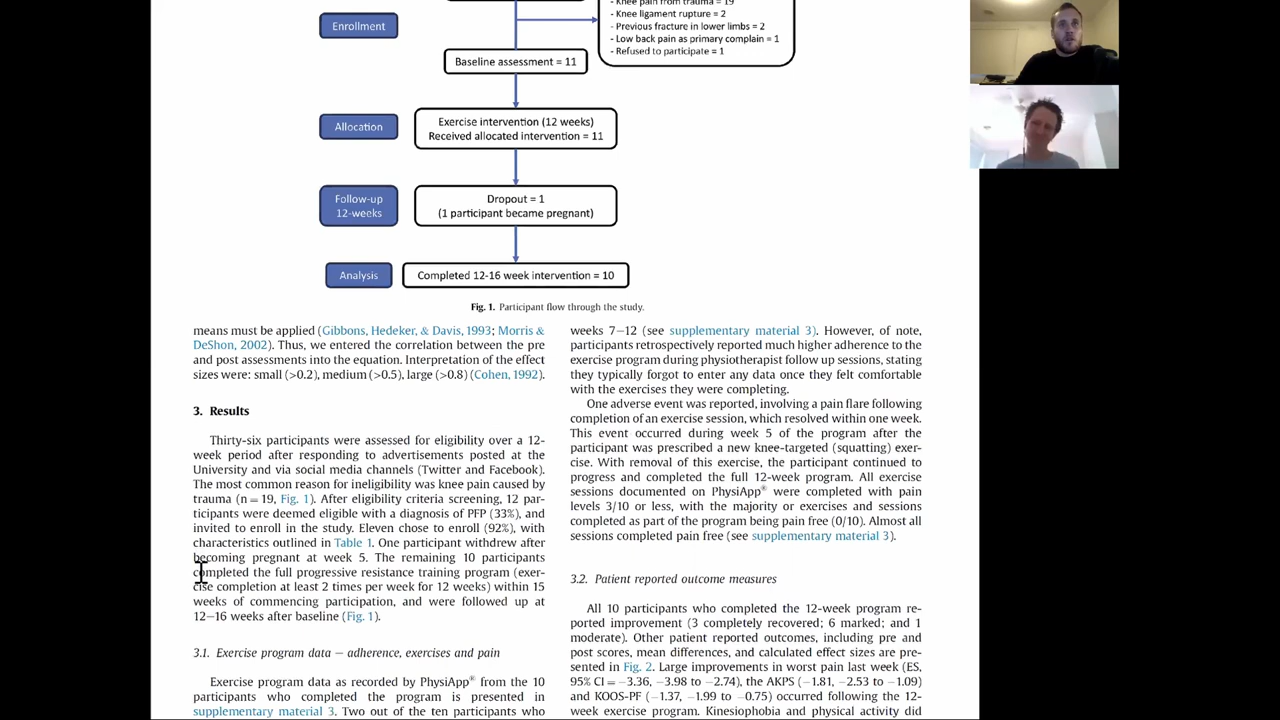 - Knee pain from trauma = 19
- Knee ligament rupture = 2
- Previous fracture in lower limbs = 2
- Low back pain as primary complain = 1
- Refused to participate = 1
Enrollment
Baseline assessment = 11
Allocation
Exercise intervention (12 weeks)
Received allocated intervention = 11
Follow-up
12-weeks
Dropout = 1
(1 participant became pregnant)
Analysis
Completed 12-16 week intervention = 10
Fig. 1. Participant flow through the study.
means must be applied (Gibbons, Hedeker, & Davis, 1993; Morris &
DeShon, 2002). Thus, we entered the correlation between the pre
and post assessments into the equation. Interpretation of the effect
sizes were: small (>0.2), medium (>0.5), large (>0.8) (Cohen, 1992).
3. Results
Thirty-six participants were assessed for eligibility over a 12-
week period after responding to advertisements posted at the
University and via social media channels (Twitter and Facebook).
The most common reason for ineligibility was knee pain caused by
trauma (n = 19, Fig. 1). After eligibility criteria screening, 12 par-
ticipants were deemed eligible with a diagnosis of PFP (33%), and
invited to enroll in the study. Eleven chose to enroll (92%), with
characteristics outlined in Table 1. One participant withdrew after
becoming pregnant at week 5. The remaining 10 participants
completed the full progressive resistance training program (exer-
cise completion at least 2 times per week for 12 weeks) within 15
weeks of commencing participation, and were followed up at
12–16 weeks after baseline (Fig. 1).
3.1. Exercise program data – adherence, exercises and pain
Exercise program data as recorded by PhysiApp® from the 10
participants who completed the program is presented in
supplementary material 3. Two out of the ten participants who
weeks 7–12 (see supplementary material 3). However, of note,
participants retrospectively reported much higher adherence to the
exercise program during physiotherapist follow up sessions, stating
they typically forgot to enter any data once they felt comfortable
with the exercises they were completing.
One adverse event was reported, involving a pain flare following
completion of an exercise session, which resolved within one week.
This event occurred during week 5 of the program after the
participant was prescribed a new knee-targeted (squatting) exer-
cise. With removal of this exercise, the participant continued to
progress and completed the full 12-week program. All exercise
sessions documented on PhysiApp® were completed with pain
levels 3/10 or less, with the majority or exercises and sessions
completed as part of the program being pain free (0/10). Almost all
sessions completed pain free (see supplementary material 3).
3.2. Patient reported outcome measures
All 10 participants who completed the 12-week program re-
ported improvement (3 completely recovered; 6 marked; and 1
moderate). Other patient reported outcomes, including pre and
post scores, mean differences, and calculated effect sizes are pre-
sented in Fig. 2. Large improvements in worst pain last week (ES,
95% CI = −3.36, −3.98 to −2.74), the AKPS (−1.81, −2.53 to −1.09)
and KOOS-PF (−1.37, −1.99 to −0.75) occurred following the 12-
week exercise program. Kinesiophobia and physical activity did